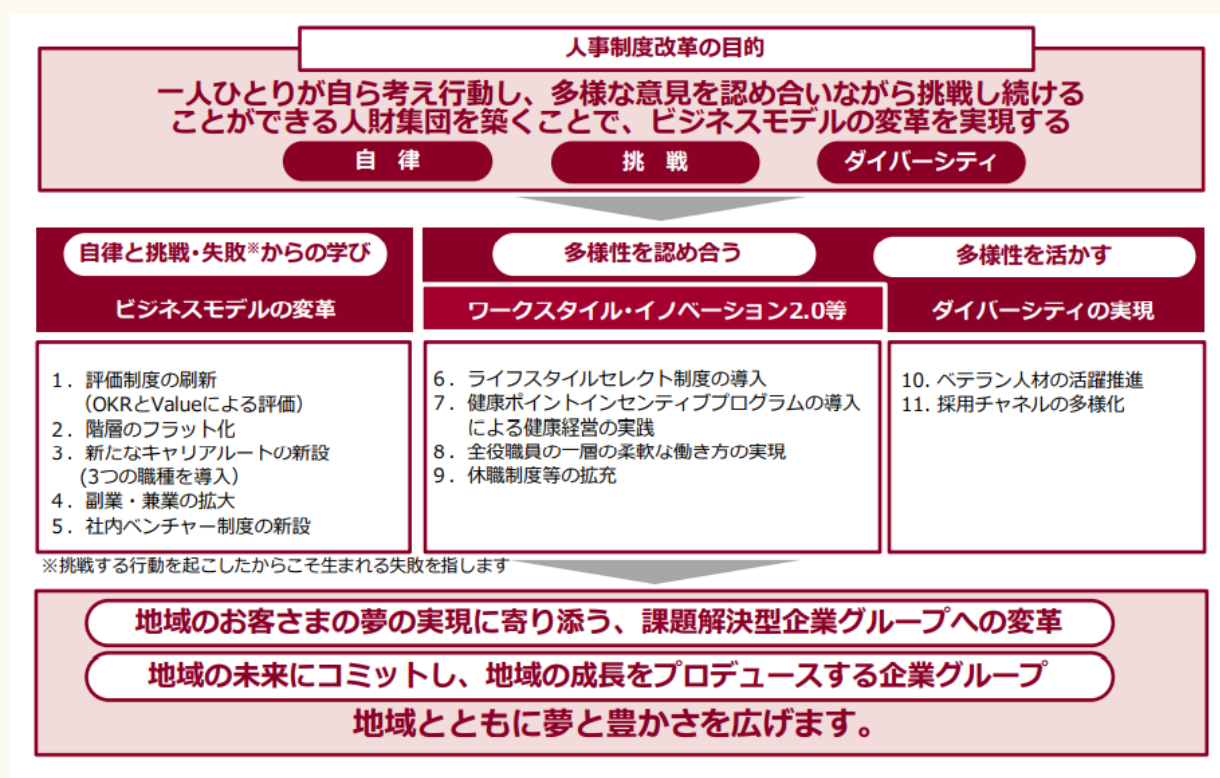 人事制度改革の目的
一人ひとりが自ら考え行動し、多様な意見を認め合いながら挑戦し続ける
ことができる人財集団を築くことで、ビジネスモデルの変革を実現する
自 律
挑 戦
ダイバーシティ
自律と挑戦・失敗※からの学び
ビジネスモデルの変革
1. 評価制度の刷新
（OKRとValueによる評価）
2. 階層のフラット化
3. 新たなキャリアルートの新設
(3つの職種を導入)
4. 副業・兼業の拡大
5. 社内ベンチャー制度の新設
多様性を認め合う
ワークスタイル・イノベーション2.0等
6. ライフスタイルセレクト制度の導入
7. 健康ポイントインセンティブプログラムの導入
による健康経営の実践
8. 全役職員の一層の柔軟な働き方の実現
9. 休職制度等の拡充
多様性を活かす
ダイバーシティの実現
10. ベテラン人材の活躍推進
11. 採用チャネルの多様化
※挑戦する行動を起こしたからこそ生まれる失敗を指します
地域のお客さまの夢の実現に寄り添う、課題解決型企業グループへの変革
地域の未来にコミットし、地域の成長をプロデュースする企業グループ
地域とともに夢と豊かさを広げます。